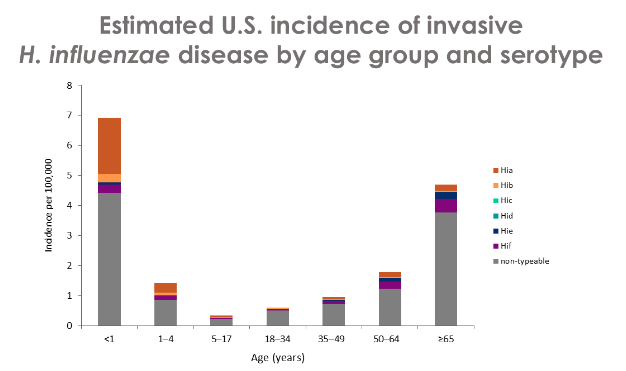 Estimated U.S. incidence of invasive
H. influenzae disease by age group and serotype
8
7
6
5
4
3
2
1
0
Incidence per 100,000
<1
1–4
5–17
18–34
35–49
50–64
≥65
Age (years)
Hia
Hib
Hic
Hid
Hie
Hif
non-typeable